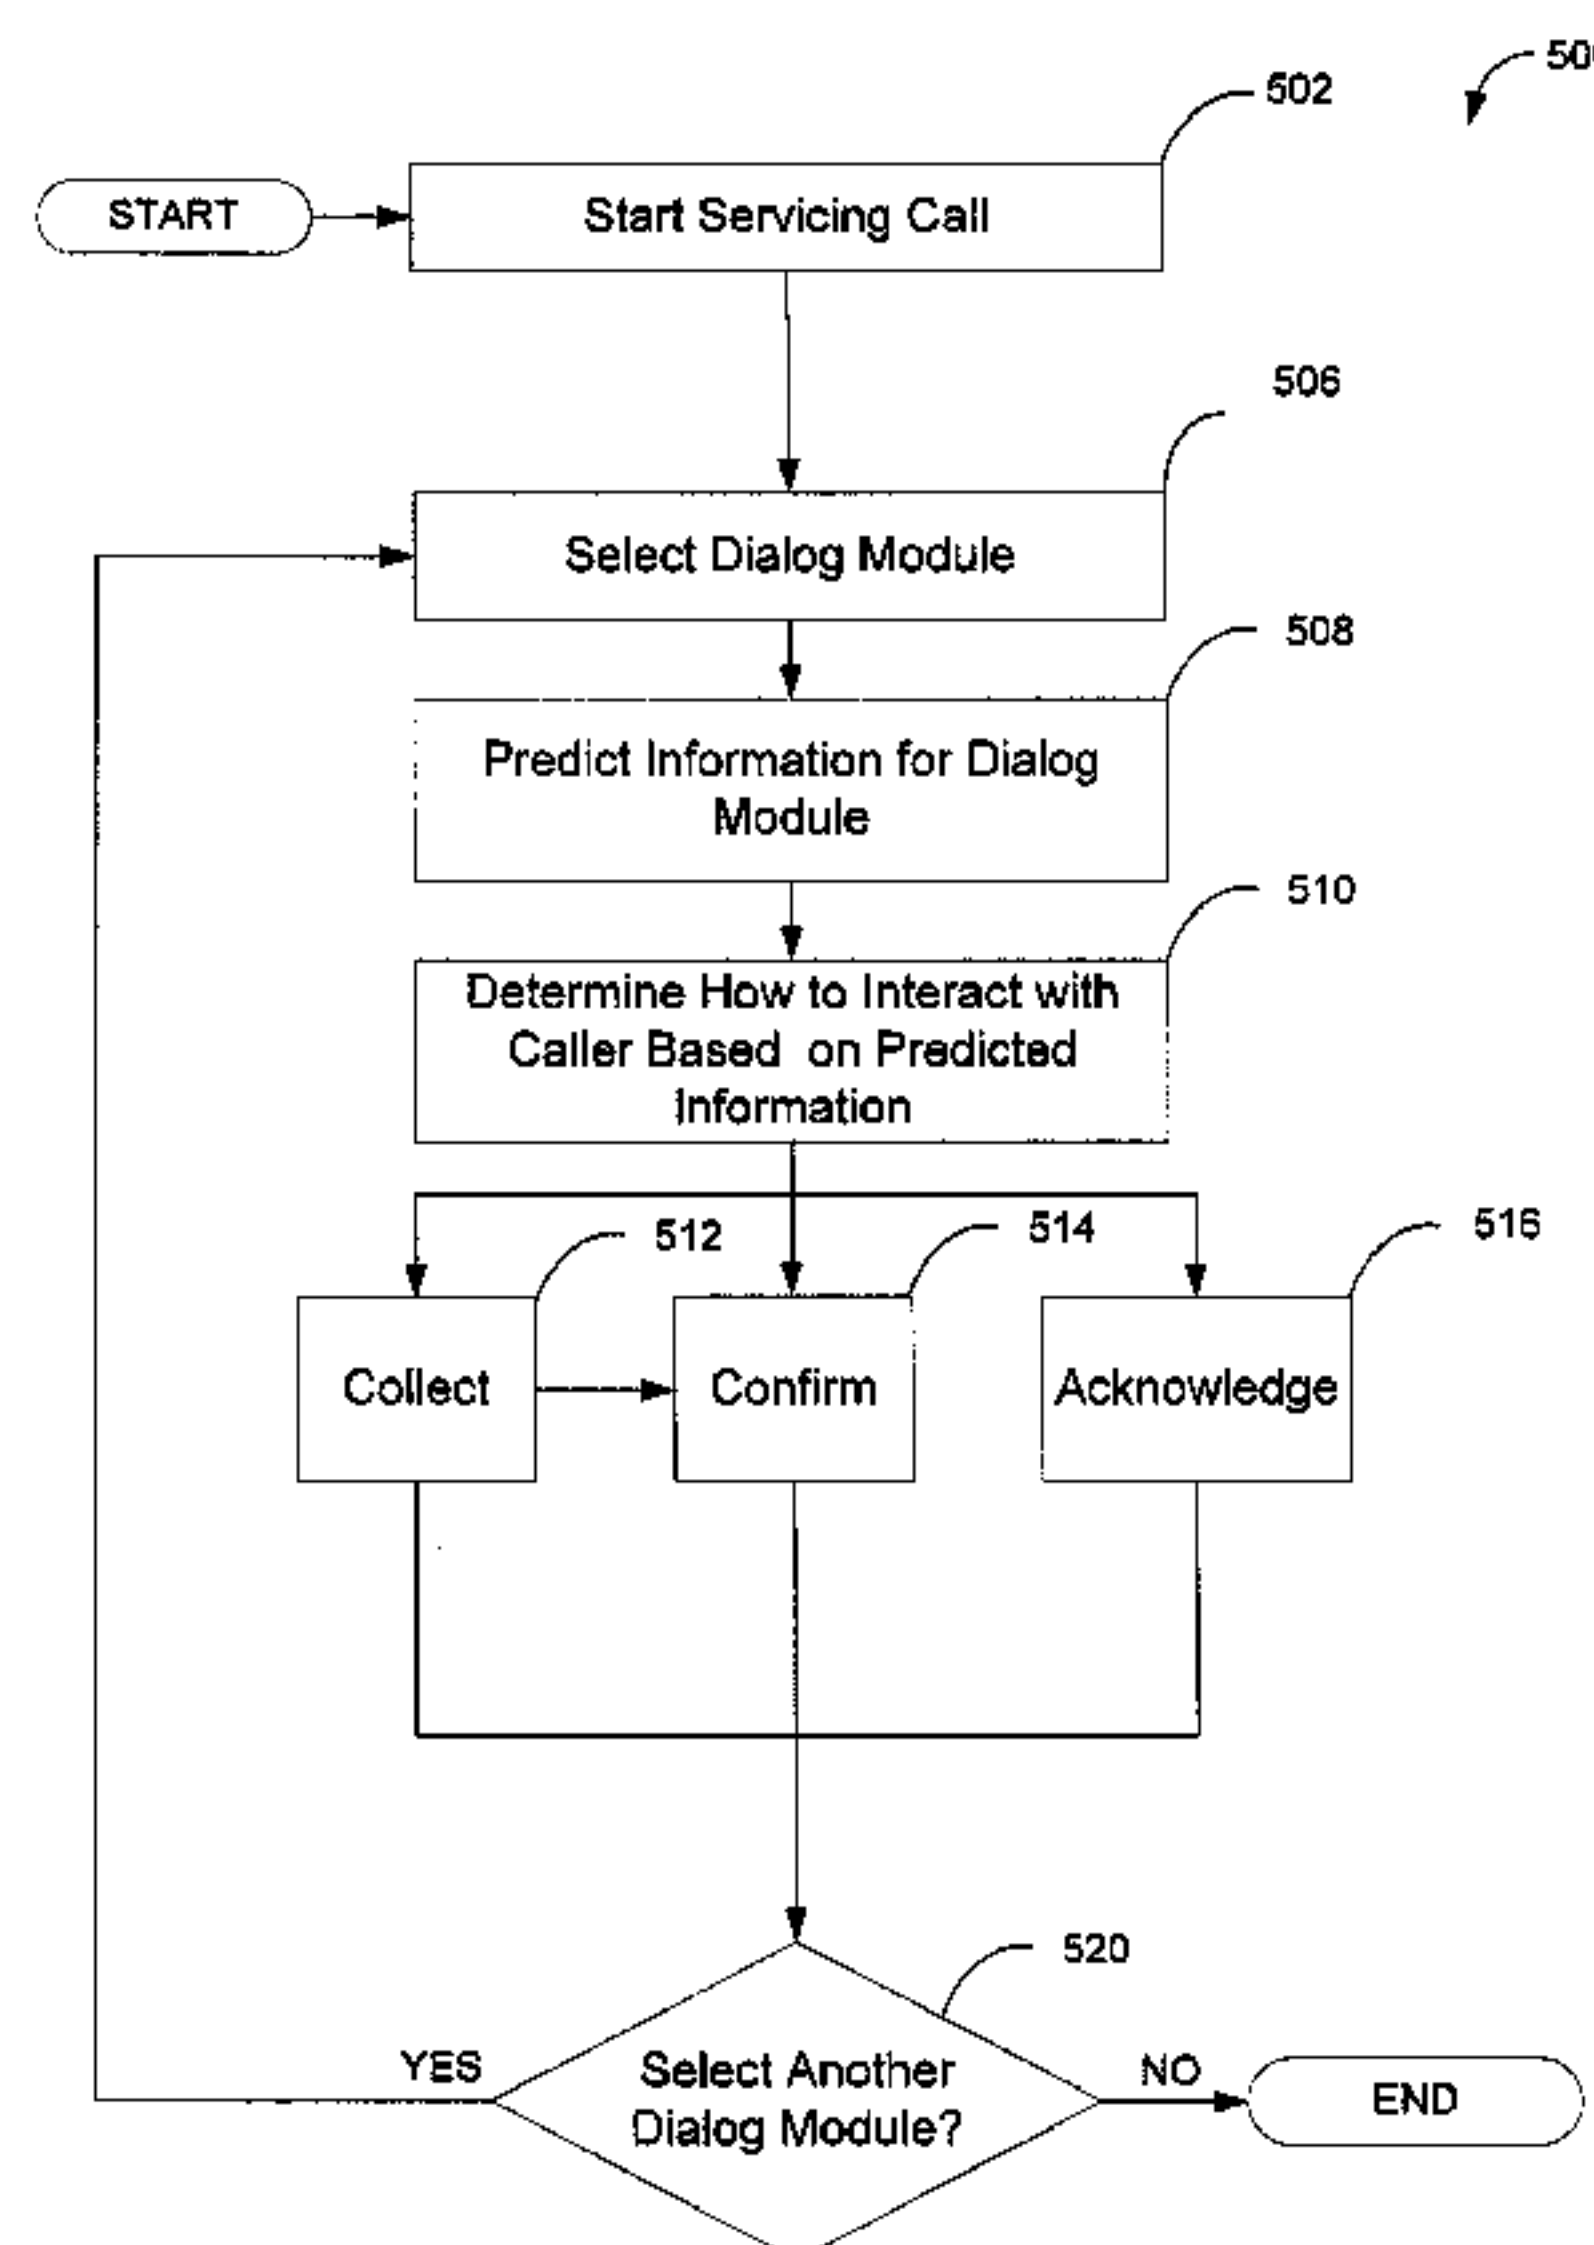 502
START
Start Servicing Call
506
Select Dialog Module
508
Predict Information for Dialog
Module
510
Determine How to Interact with
Caller Based on Predicted
Information
512
514
516
Collect
Confirm
Acknowledge
520
YES
Select Another
Dialog Module?
NO
END